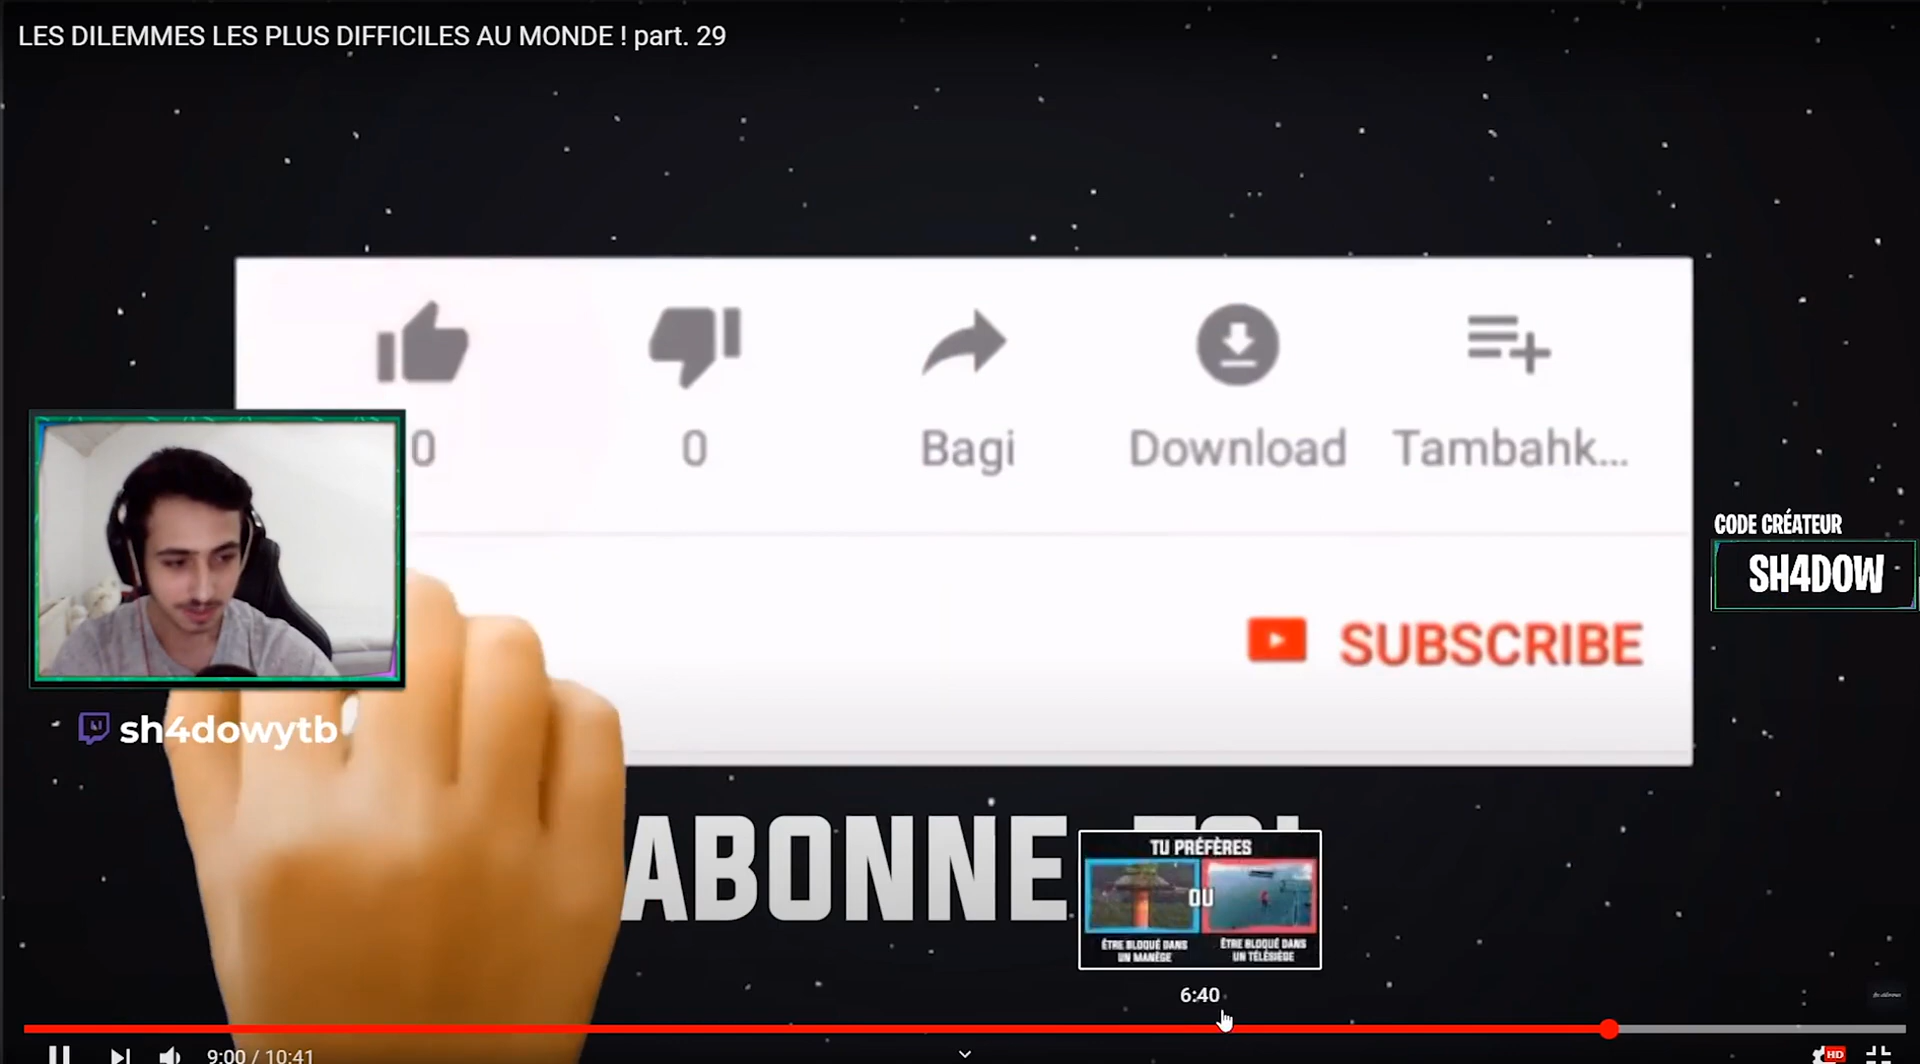 LES DILEMMES LES PLUS DIFFICILES AU MONDE ! part. 29
0
0
Bagi
Download
Tambahk...
CODE CRÉATEUR
SH4DOW
SUBSCRIBE
sh4dowytb
ABONNE
TU PRÉFÈRES
OU
ÊTRE BLOQUÉ DANS
UN MANÈGE
ÊTRE BLOQUÉ DANS
UN TÉLÉSIÈGE
6:40
9:00 / 10:41
HD